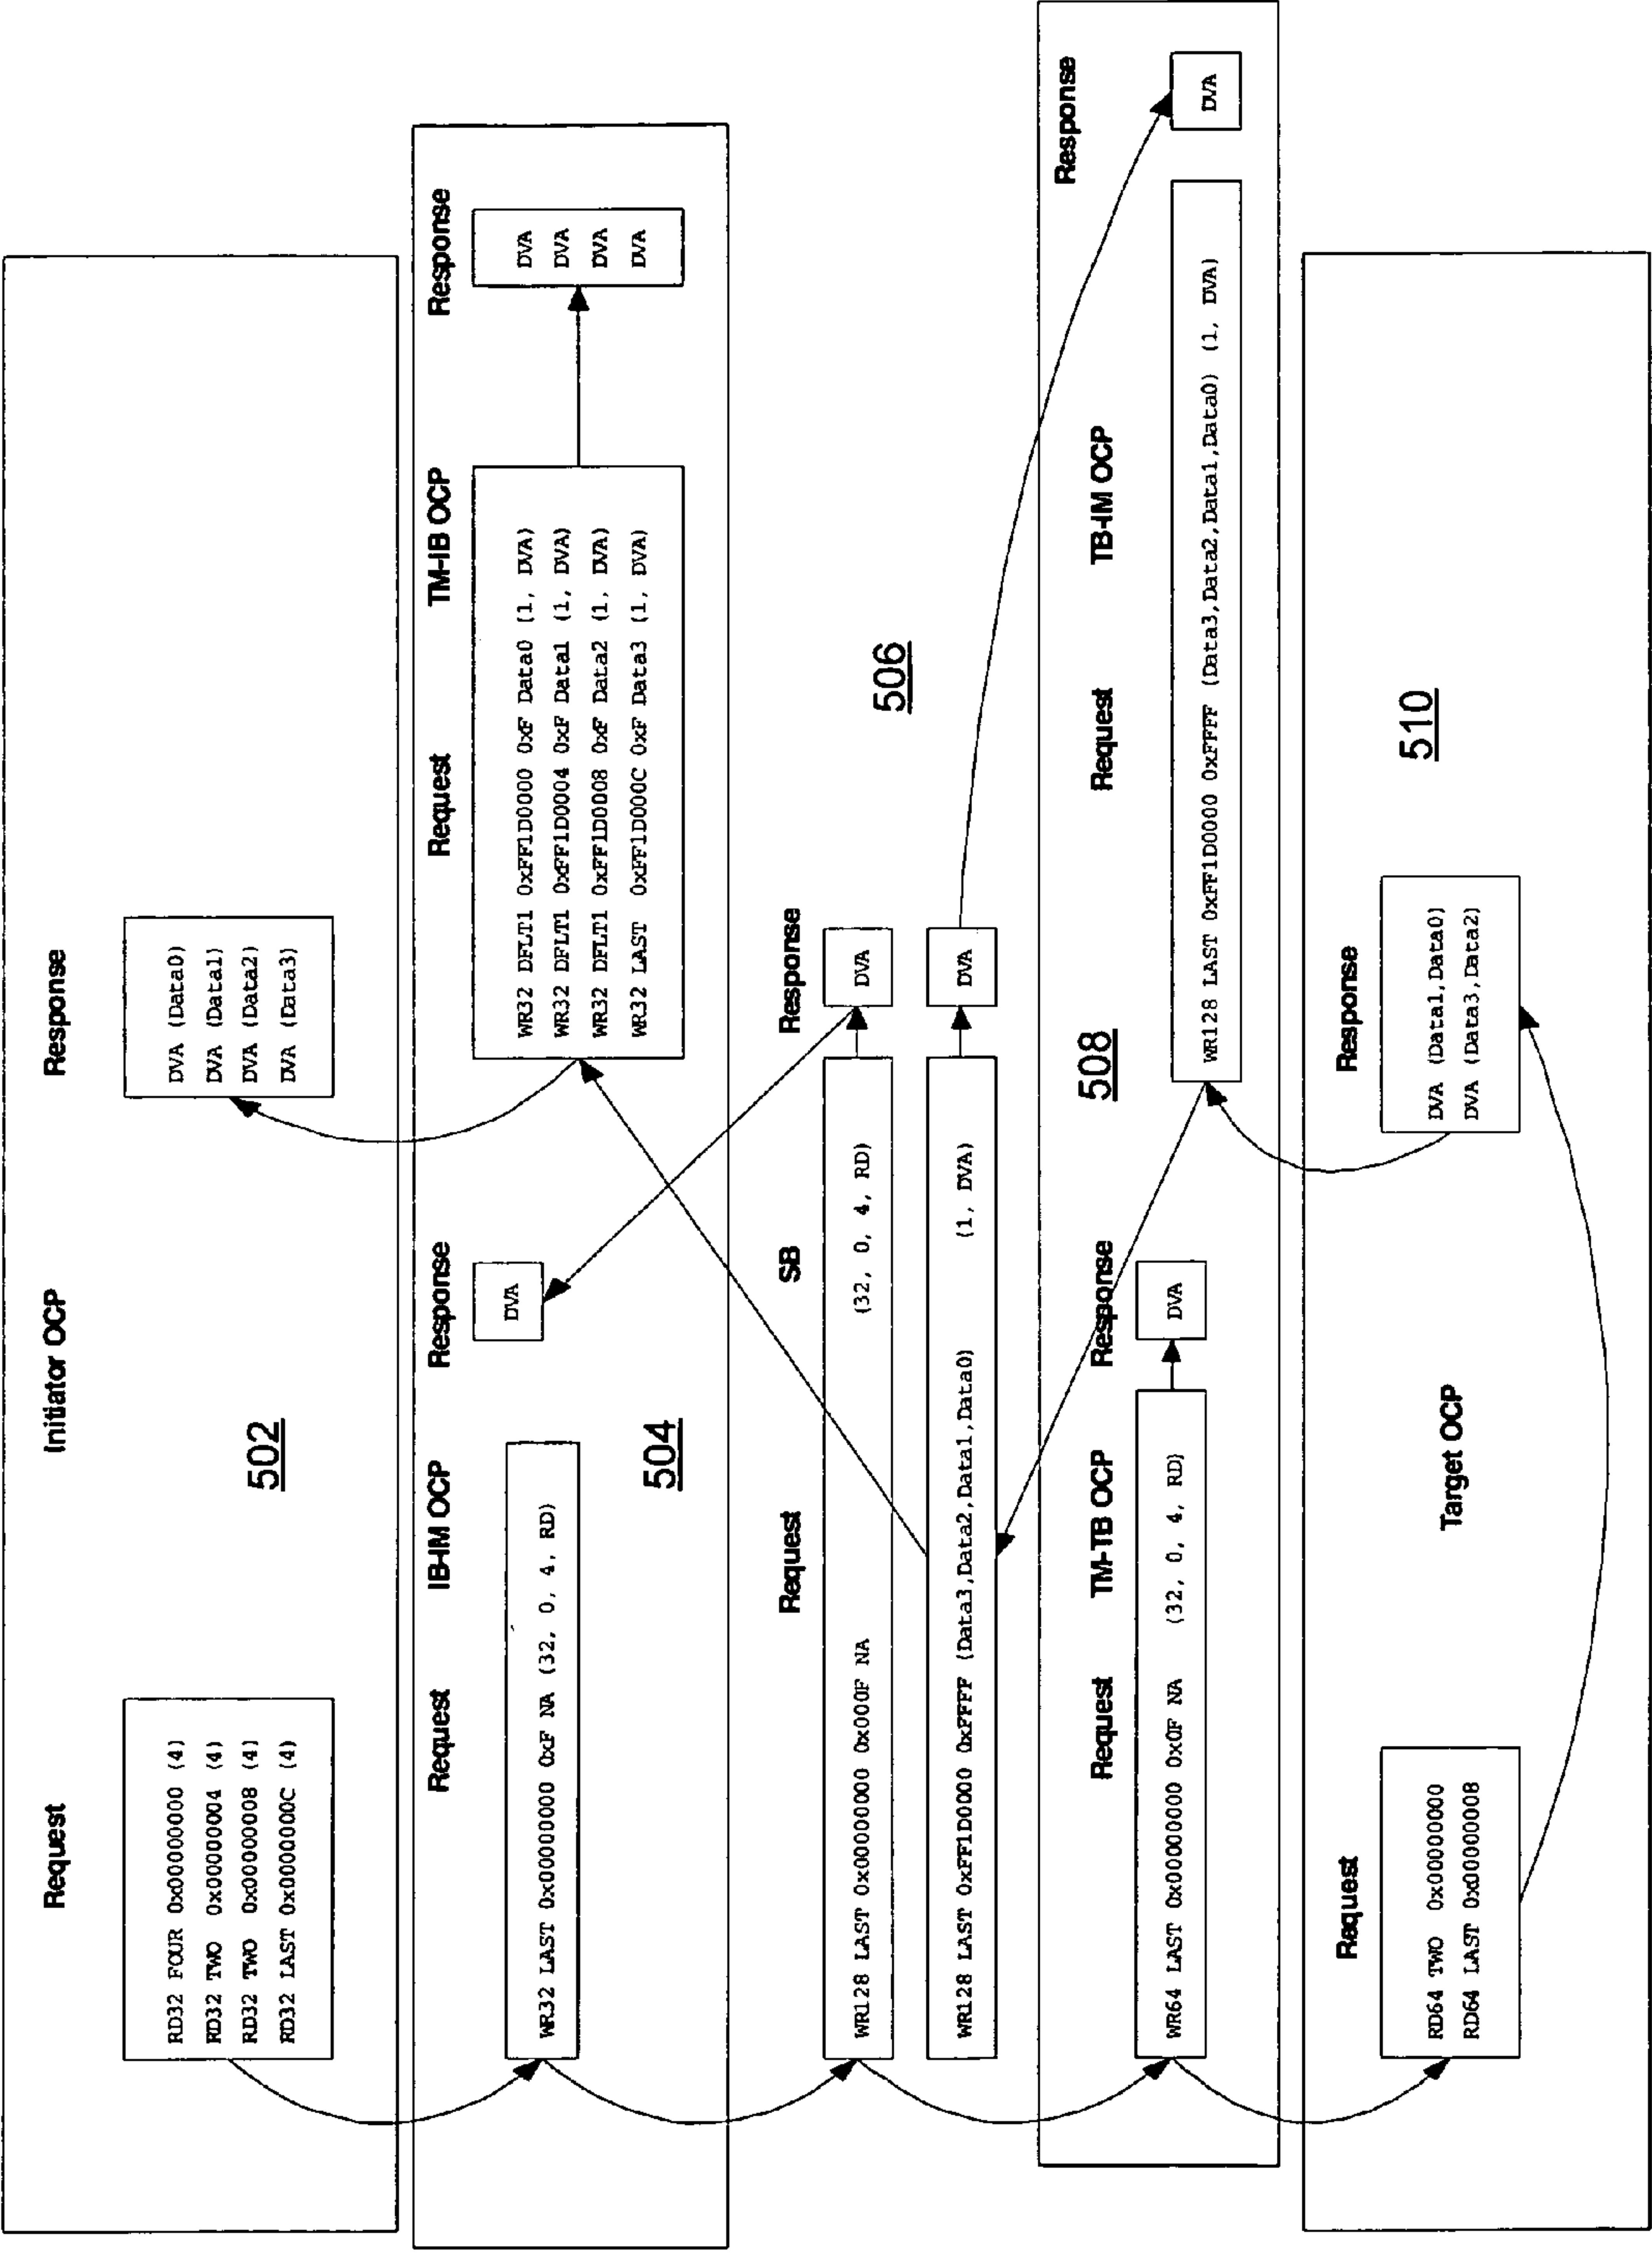 Initiator OCP
Request
Response
RD32 FOUR 0x00000000 (4)
RD32 TWO 0x00000004 (4)
RD32 TWO 0x00000008 (4)
RD32 LAST 0x0000000C (4)
DVA (Data0)
DVA (Data1)
DVA (Data2)
DVA (Data3)
502
Request
IB-IM OCP
Response
Request
TM-IB OCP
Response
WR32 LAST 0x00000000 0xF NA (32, 0, 4, RD)
DVA
WR32 DFLT1 0xFF1D0000 0xF Data0 (1, DVA)
WR32 DFLT1 0xFF1D0004 0xF Data1 (1, DVA)
WR32 DFLT1 0xFF1D0008 0xF Data2 (1, DVA)
WR32 LAST 0xFF1D000C 0xF Data3 (1, DVA)
DVA
DVA
DVA
DVA
504
Request
SB
Response
WR128 LAST 0x00000000 0x000F NA (32, 0, 4, RD)
DVA
506
WR128 LAST 0xFF1D0000 0xFFFF (Data3,Data2,Data1,Data0) (1, DVA)
DVA
Request
TM-TB OCP
Response
508
Request
TB-IM OCP
Response
WR64 LAST 0x00000000 0x0F NA (32, 0, 4, RD)
DVA
WR128 LAST 0xFF1D0000 0xFFFF (Data3,Data2,Data1,Data0) (1, DVA)
DVA
Request
Response
510
RD64 TWO 0x00000000
RD64 LAST 0x00000008
DVA (Data1,Data0)
DVA (Data3,Data2)
Target OCP